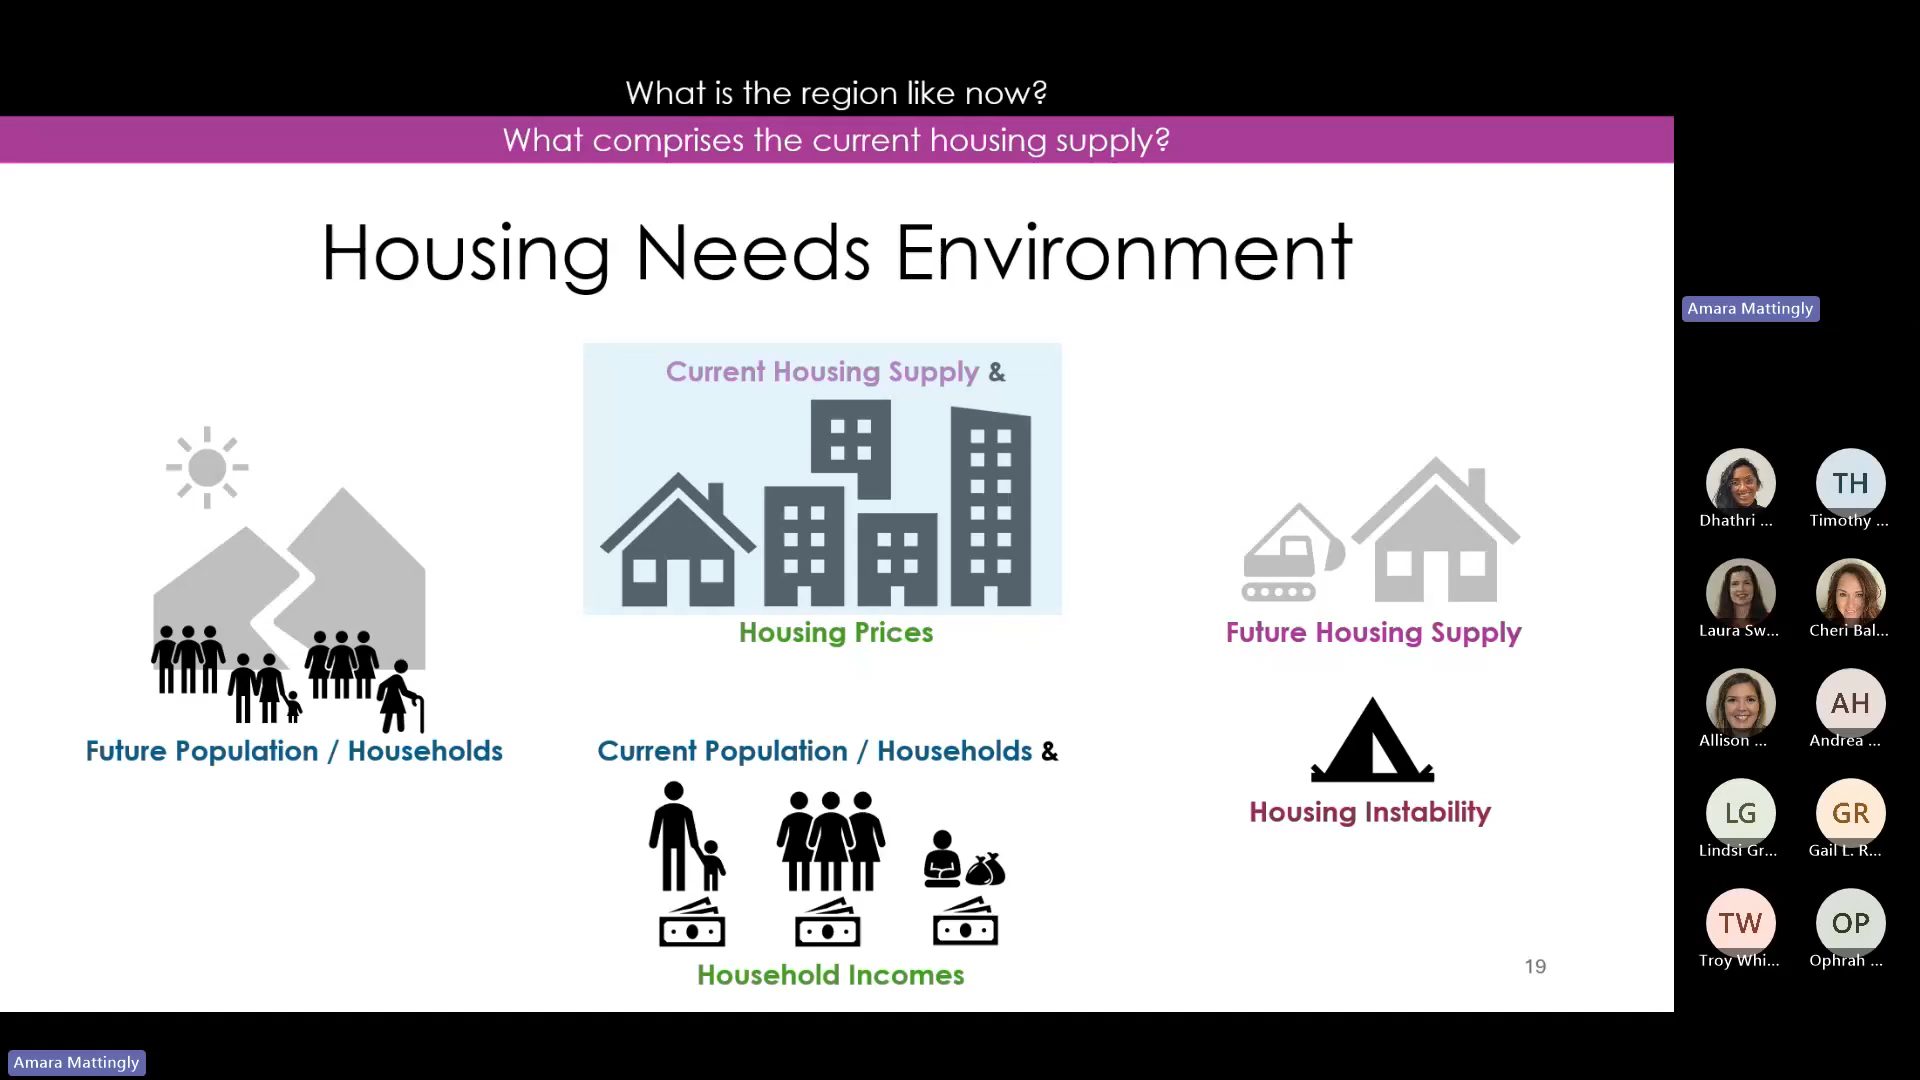 What is the region like now?
What comprises the current housing supply?
Housing Needs Environment
Current Housing Supply &
Housing Prices
Future Housing Supply
Future Population / Households
Current Population / Households &
Housing Instability
Household Incomes
19
Amara Mattingly
Dhathri ...
TH
Timothy ...
Laura Sw...
Cheri Bal...
Allison ...
AH
Andrea ...
LG
Lindsi Gr...
GR
Gail L. R...
TW
Troy Whi...
OP
Ophrah ...
Amara Mattingly